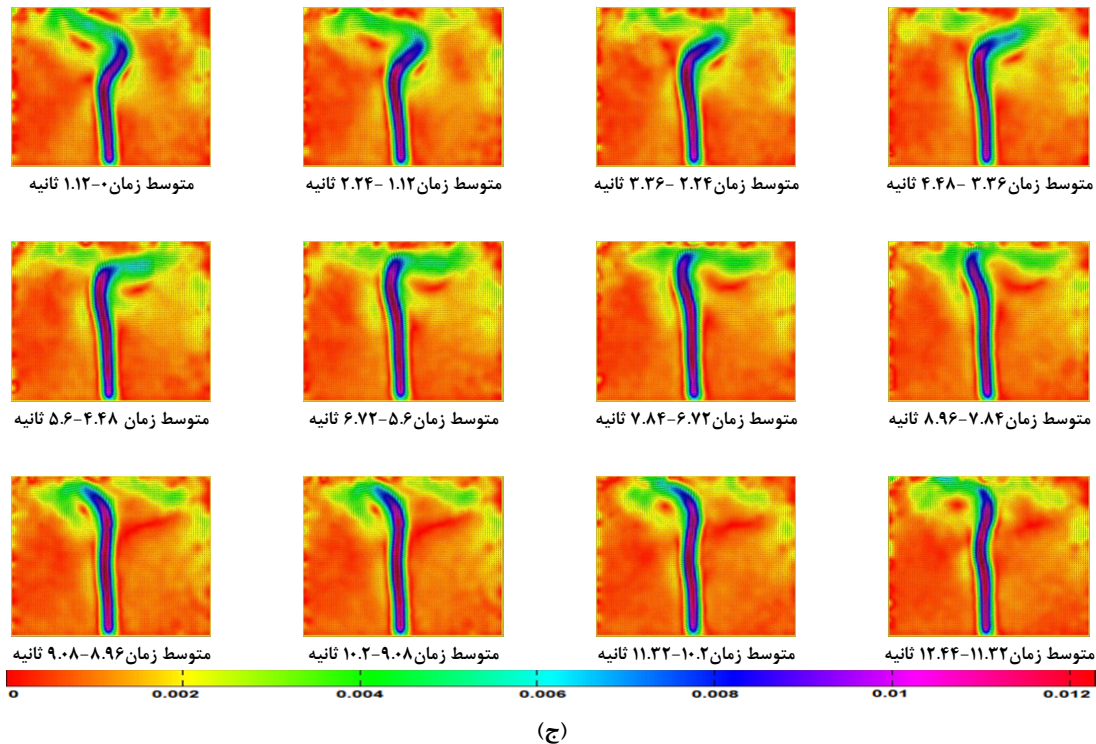 متوسط زمان۰-۱.۱۲ ثانیه
متوسط زمان۱.۱۲- ۲.۲۴ ثانیه
متوسط زمان۲.۲۴ -۳.۳۶ ثانیه
متوسط زمان۳.۳۶ -۴.۴۸ ثانیه
متوسط زمان ۴.۴۸-۵.۶ ثانیه
متوسط زمان۵.۶-۶.۷۲ ثانیه
متوسط زمان۶.۷۲-۷.۸۴ ثانیه
متوسط زمان۷.۸۴-۸.۹۶ ثانیه
متوسط زمان۸.۹۶-۹.۰۸ ثانیه
متوسط زمان۹.۰۸-۱۰.۲ ثانیه
متوسط زمان۱۰.۲-۱۱.۳۲ ثانیه
متوسط زمان۱۱.۳۲-۱۲.۴۴ ثانیه
0 0.002 0.004 0.006 0.008 0.01 0.012
(ج)